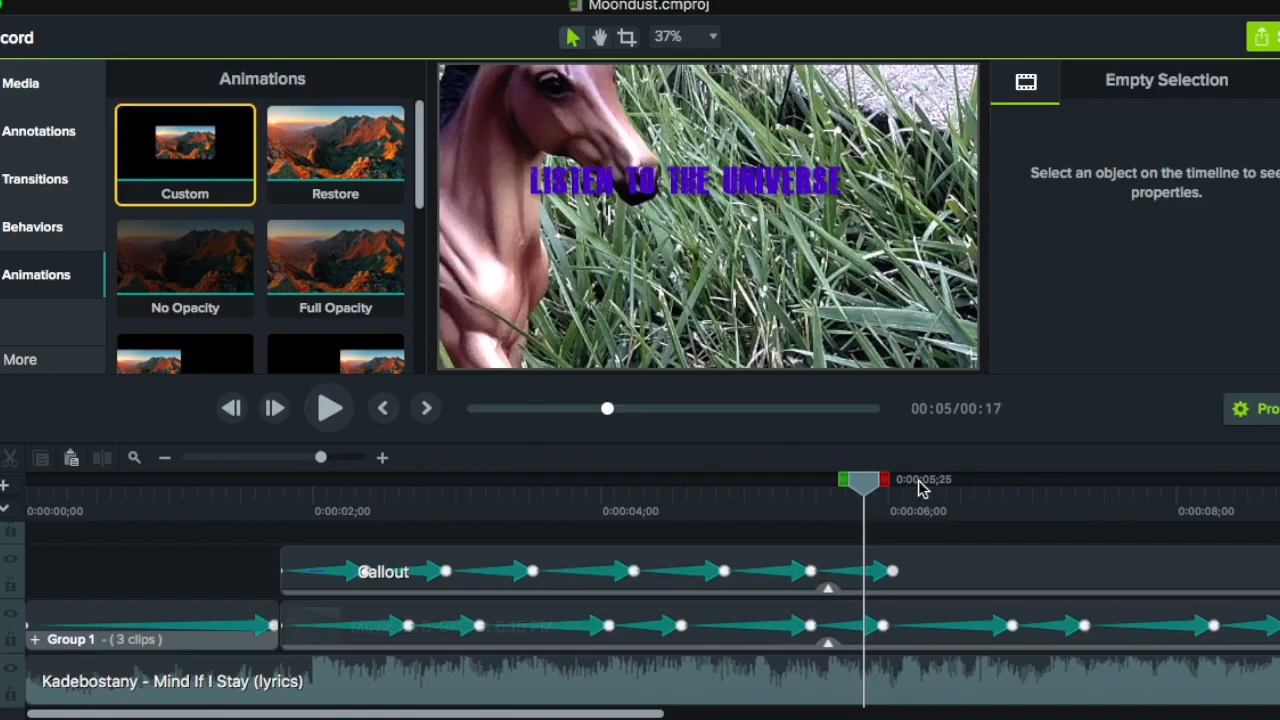 Moondust.cmproj
cord
37%
Media
Annotations
Transitions
Behaviors
Animations
More
Animations
Custom
Restore
No Opacity
Full Opacity
LISTEN TO THE UNIVERSE
Empty Selection
Select an object on the timeline to see
properties.
00:05/00:17
Pro
0:00:05;25
0:00:00;00
0:00:02;00
0:00:04;00
0:00:06;00
0:00:08;00
Callout
+ Group 1 - ( 3 clips )
Kadebostany - Mind If I Stay (lyrics)